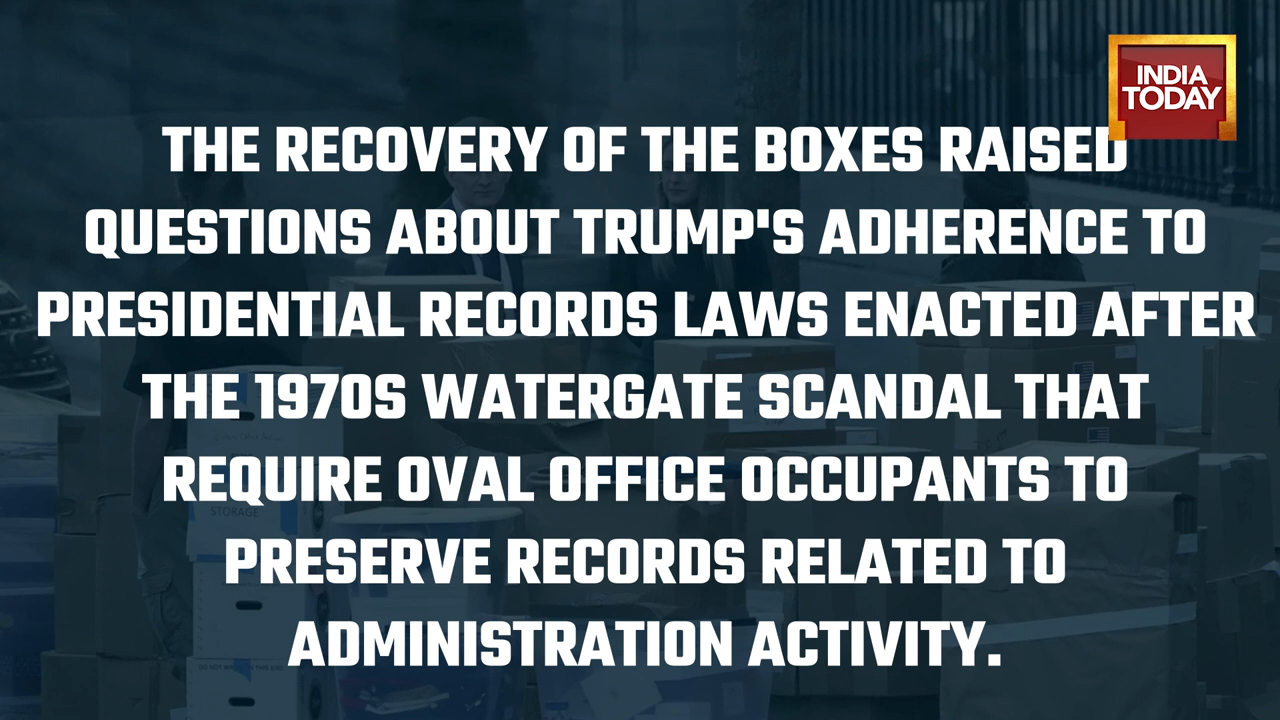 INDIA
TODAY
THE RECOVERY OF THE BOXES RAISED
QUESTIONS ABOUT TRUMP'S ADHERENCE TO
PRESIDENTIAL RECORDS LAWS ENACTED AFTER
THE 1970S WATERGATE SCANDAL THAT
REQUIRE OVAL OFFICE OCCUPANTS TO
STORAGE
PRESERVE RECORDS RELATED TO
ADMINISTRATION ACTIVITY.